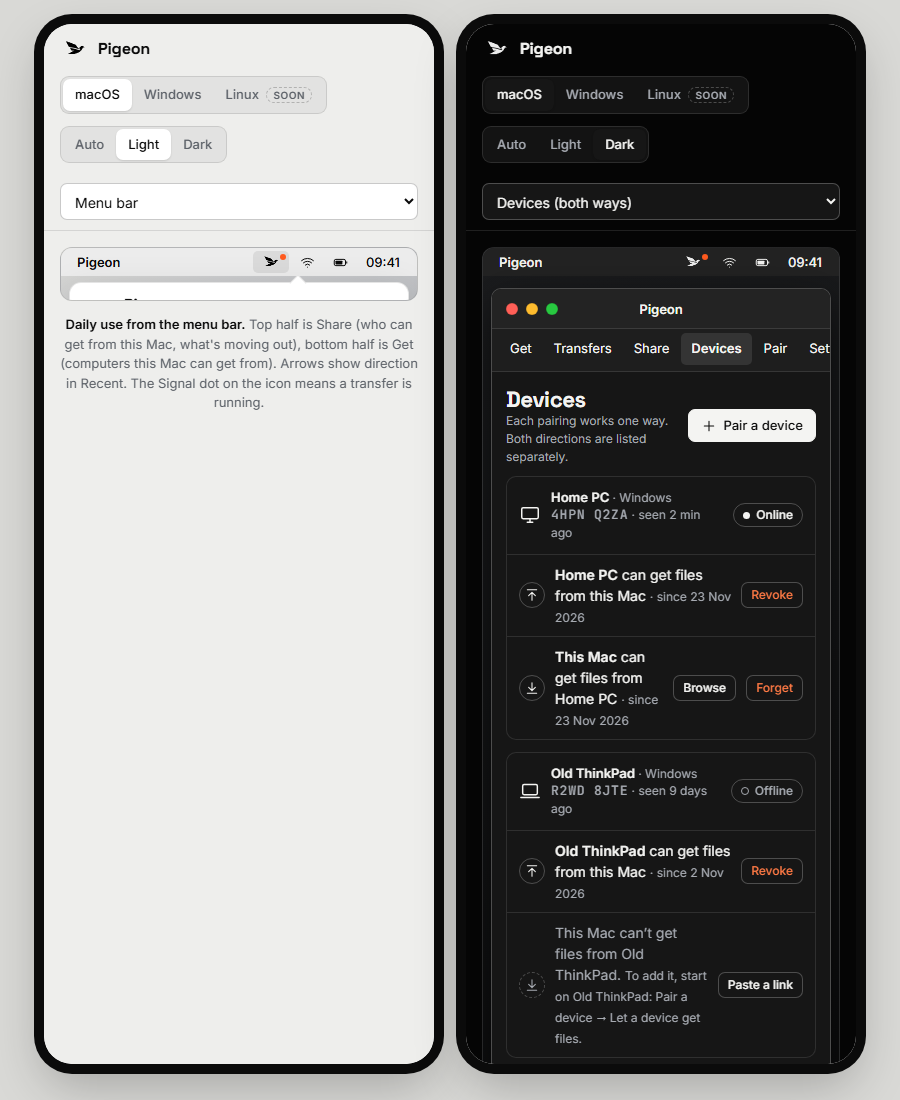 Pigeon
macOS Windows Linux SOON
Auto Light Dark
Menu bar
Pigeon 09:41
Daily use from the menu bar. Top half is Share (who can
get from this Mac, what's moving out), bottom half is Get
(computers this Mac can get from). Arrows show direction
in Recent. The Signal dot on the icon means a transfer is
running.
Pigeon
macOS Windows Linux SOON
Auto Light Dark
Devices (both ways)
Pigeon 09:41
Pigeon
Get Transfers Share Devices Pair Set
Devices
Each pairing works one way.
Both directions are listed
separately.
+ Pair a device
Home PC · Windows
4HPN Q2ZA · seen 2 min
ago
Online
Home PC can get files
from this Mac · since 23 Nov
2026
Revoke
This Mac can
get files from
Home PC · since
23 Nov 2026
Browse Forget
Old ThinkPad · Windows
R2WD 8JTE · seen 9 days
ago
Offline
Old ThinkPad can get files
from this Mac · since 2 Nov
2026
Revoke
This Mac can't get
files from Old
ThinkPad. To add it, start
on Old ThinkPad: Pair a
device → Let a device get
files.
Paste a link